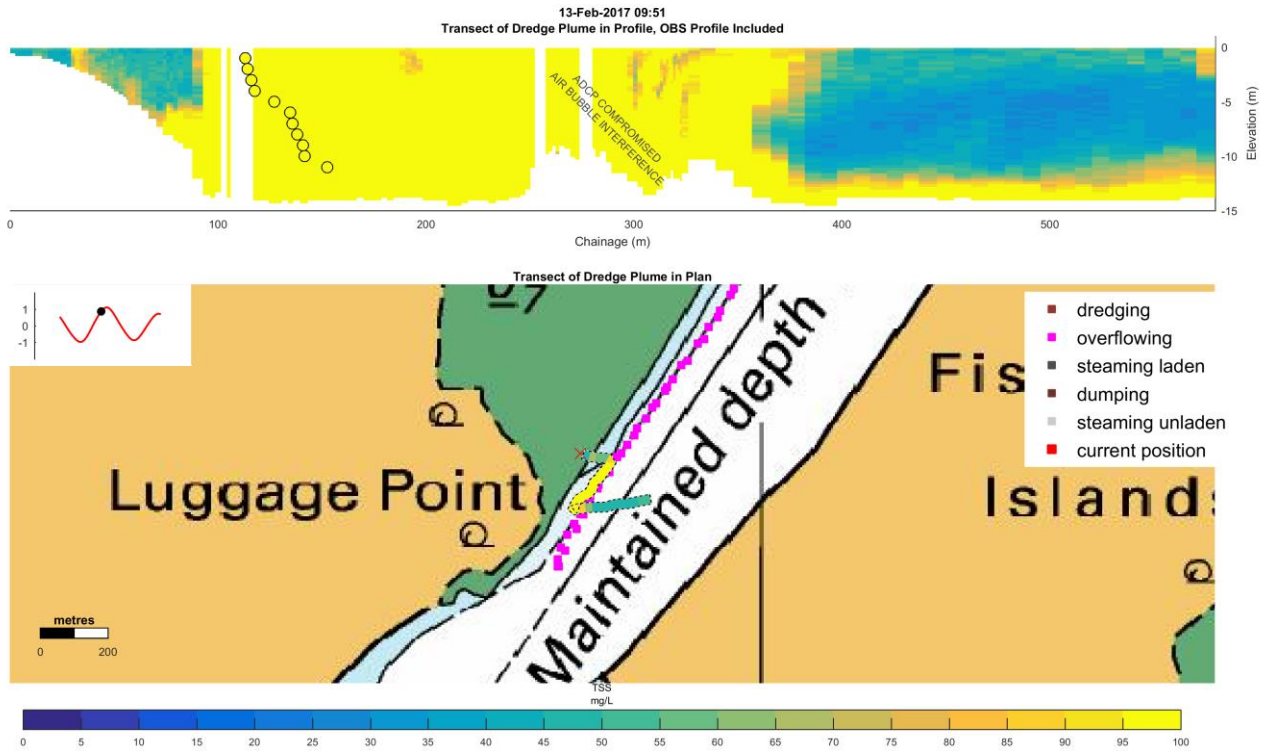 13-Feb-2017 09:51
Transect of Dredge Plume in Profile, OBS Profile Included
ADCP COMPROMISED
AIR BUBBLE INTERFERENCE
0
-5
-10
-15
Elevation (m)
0 100 200 300 400 500
Chainage (m)
Transect of Dredge Plume in Plan
1
0
-1
dredging
overflowing
steaming laden
dumping
steaming unladen
current position
Luggage Point
Maintained depth
Fis
Islands
metres
0 200
TSS
mg/L
0 5 10 15 20 25 30 35 40 45 50 55 60 65 70 75 80 85 90 95 100